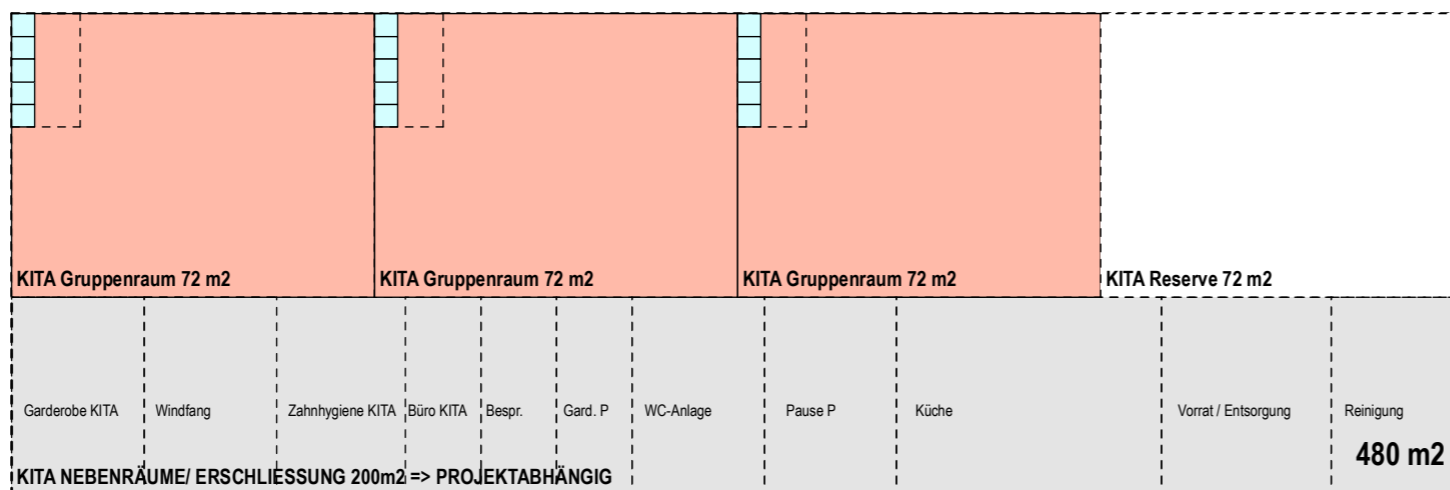 KITA Gruppenraum 72 m2
KITA Gruppenraum 72 m2
KITA Gruppenraum 72 m2
KITA Reserve 72 m2
Garderobe KITA
Windfang
Zahnhygiene KITA
Büro KITA
Bespr.
Gard. P
WC-Anlage
Pause P
Küche
Vorrat / Entsorgung
Reinigung
480 m2
KITA NEBENRÄUME/ ERSCHLIESSUNG 200m2 => PROJEKTABHÄNGIG